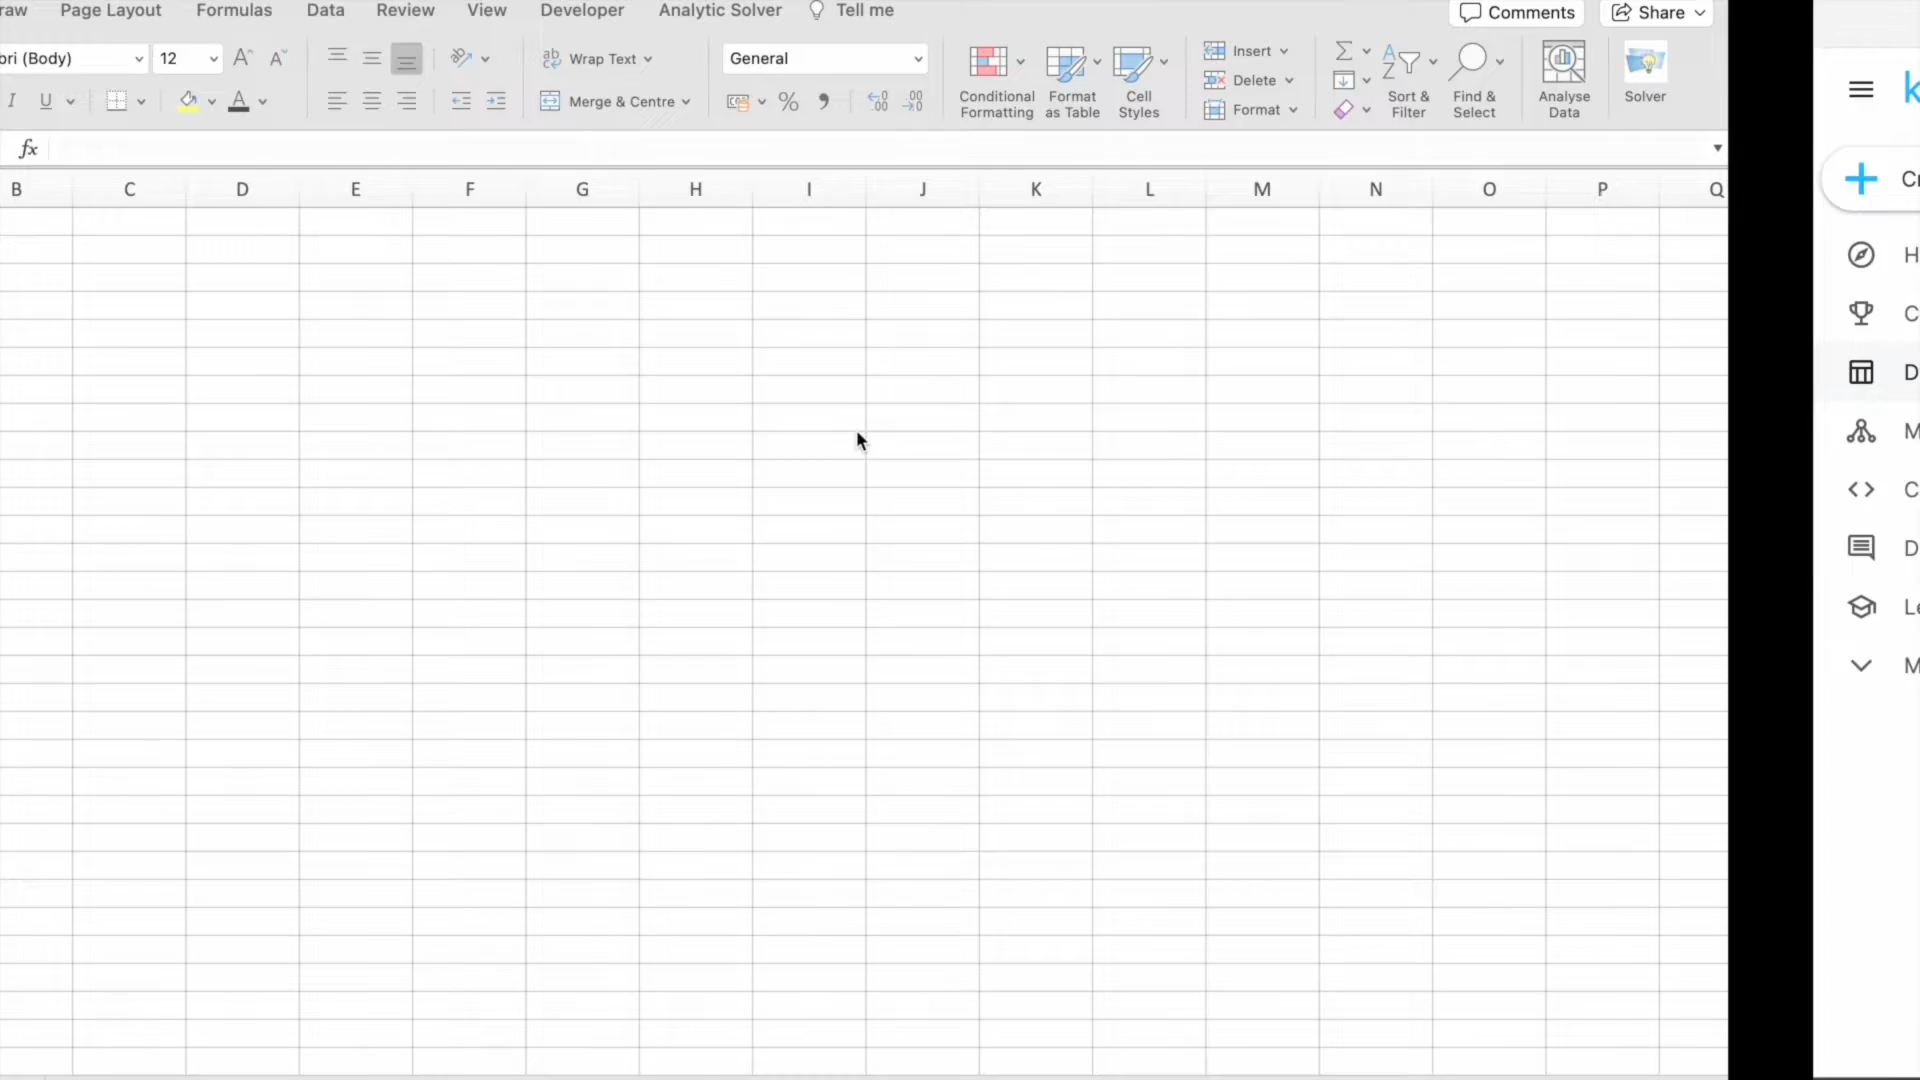 raw Page Layout Formulas Data Review View Developer Analytic Solver Tell me Comments Share
bri (Body) 12 Wrap Text General Insert
I U Merge & Centre % Delete
Conditional Formatting Format as Table Cell Styles Format Sort & Filter Find & Select Analyse Data Solver
fx
B C D E F G H I J K L M N O P Q
k
Cr
H
C
D
M
C
D
Le
M